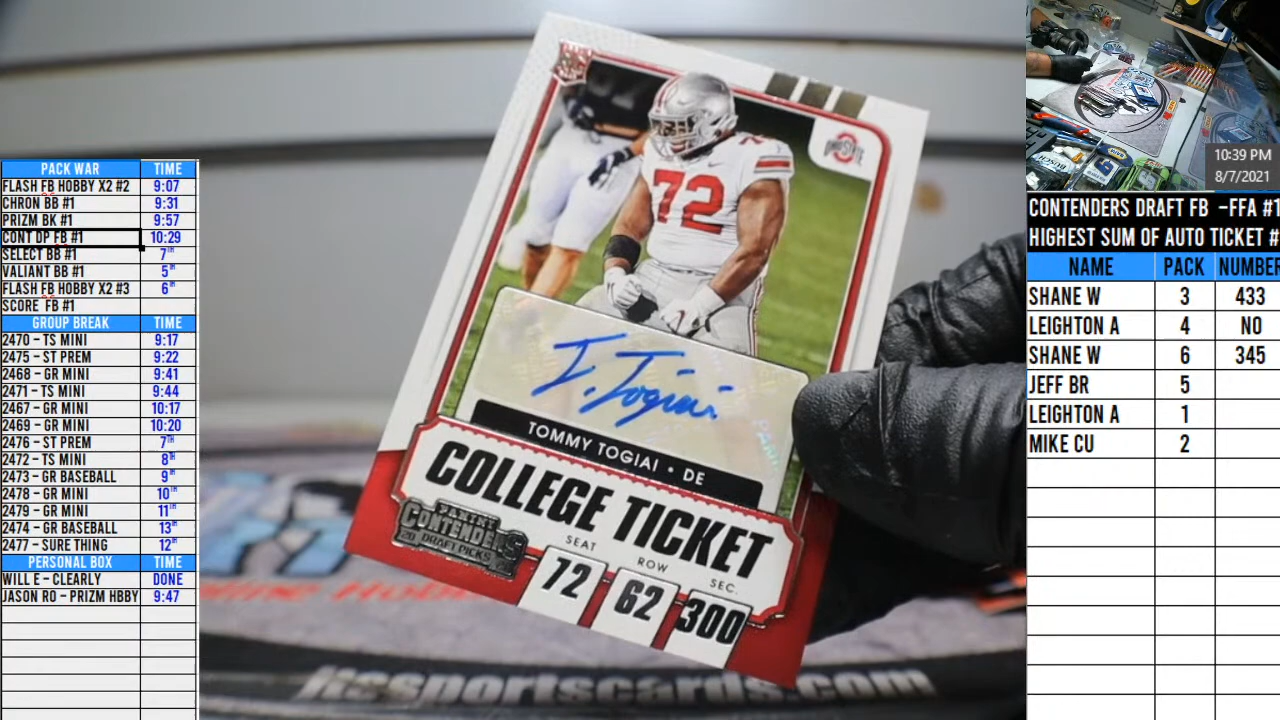 PACK WAR TIME
FLASH FB HOBBY X2 #2 9:07
CHRON BB #1 9:31
PRIZM BK #1 9:57
CONT DP FB #1 10:29
SELECT BB #1 7TH
VALIANT BB #1 5TH
FLASH FB HOBBY X2 #3 6TH
SCORE FB #1
GROUP BREAK TIME
2470 – TS MINI 9:17
2475 – ST PREM 9:22
2468 – GR MINI 9:41
2471 – TS MINI 9:44
2467 – GR MINI 10:17
2469 – GR MINI 10:20
2476 – ST PREM 7TH
2472 – TS MINI 8TH
2473 – GR BASEBALL 9TH
2478 – GR MINI 10TH
2479 – GR MINI 11TH
2474 – GR BASEBALL 13TH
2477 – SURE THING 12TH
PERSONAL BOX TIME
WILL E – CLEARLY DONE
JASON RO – PRIZM HBBY 9:47
OHIO STATE
72
T. Togiai
TOMMY TOGIAI • DE
COLLEGE TICKET
PANINI
CONTENDERS
DRAFT PICKS
SEAT ROW SEC.
72 62 300
sportscards.com
10:39 PM
8/7/2021
CONTENDERS DRAFT FB –FFA #1
HIGHEST SUM OF AUTO TICKET #
NAME PACK NUMBER
SHANE W 3 433
LEIGHTON A 4 NO
SHANE W 6 345
JEFF BR 5
LEIGHTON A 1
MIKE CU 2